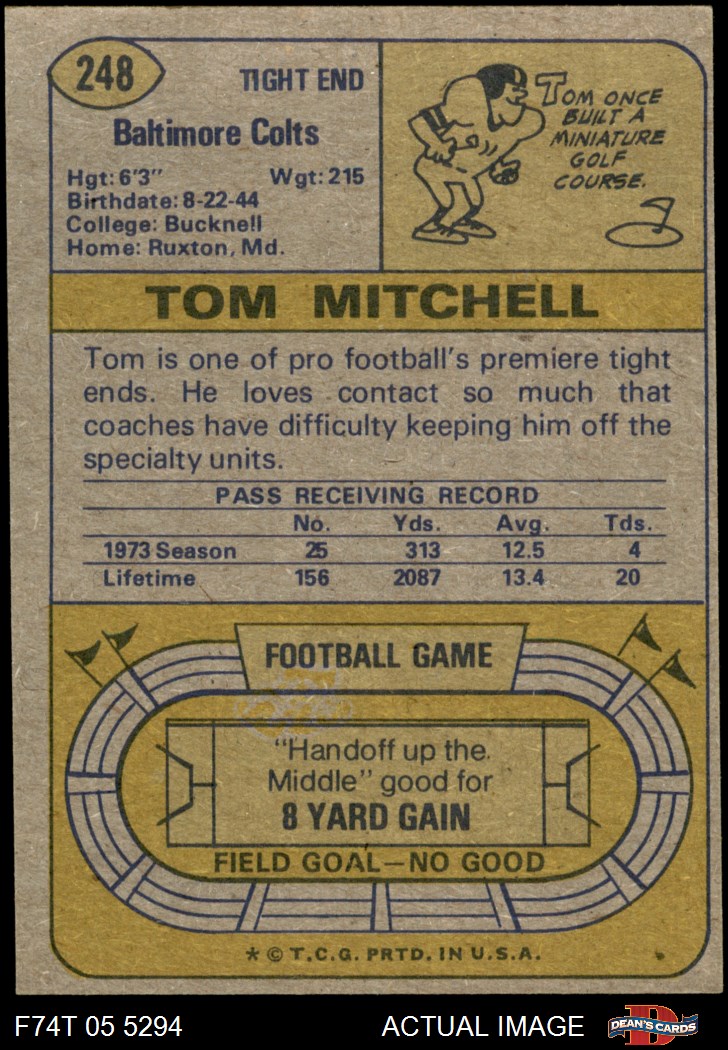 248
TIGHT END
Baltimore Colts
Hgt: 6'3" Wgt: 215
Birthdate: 8-22-44
College: Bucknell
Home: Ruxton, Md.
TOM ONCE
BUILT A
MINIATURE
GOLF
COURSE.
TOM MITCHELL
Tom is one of pro football's premiere tight
ends. He loves contact so much that
coaches have difficulty keeping him off the
specialty units.
PASS RECEIVING RECORD
No. Yds. Avg. Tds.
1973 Season 25 313 12.5 4
Lifetime 156 2087 13.4 20
FOOTBALL GAME
"Handoff up the
Middle" good for
8 YARD GAIN
FIELD GOAL—NO GOOD
* © T.C.G. PRTD. IN U.S.A.
F74T 05 5294 ACTUAL IMAGE
D
DEAN'S CARDS